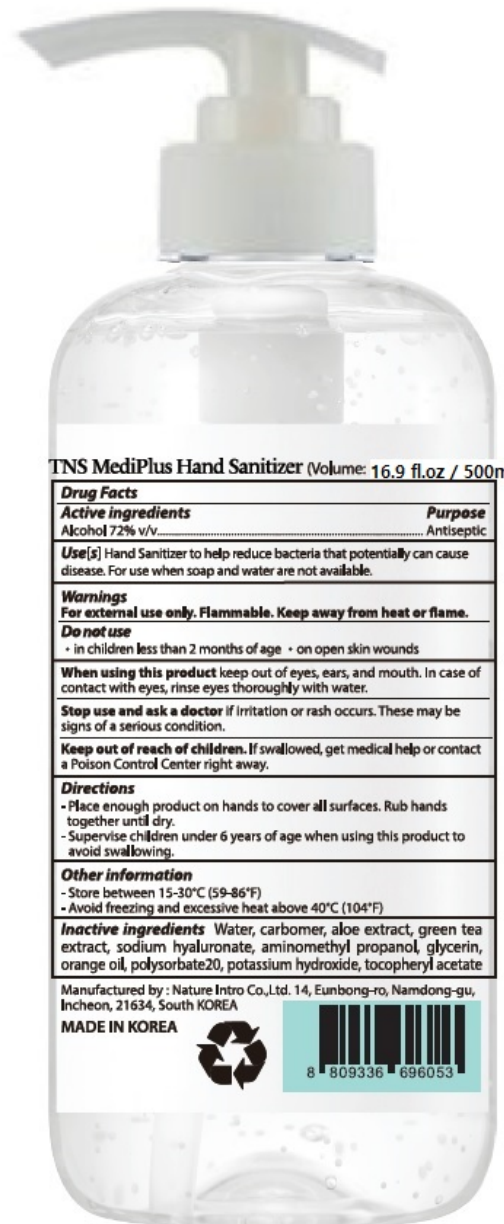 TNS MediPlus Hand Sanitizer (Volume: 16.9 fl.oz / 500m
Drug Facts
Active ingredients Purpose
Alcohol 72% v/v........................................................................................ Antiseptic
Use[s] Hand Sanitizer to help reduce bacteria that potentially can cause
disease. For use when soap and water are not available.
Warnings
For external use only. Flammable. Keep away from heat or flame.
Do not use
• in children less than 2 months of age • on open skin wounds
When using this product keep out of eyes, ears, and mouth. In case of
contact with eyes, rinse eyes thoroughly with water.
Stop use and ask a doctor if irritation or rash occurs. These may be
signs of a serious condition.
Keep out of reach of children. If swallowed, get medical help or contact
a Poison Control Center right away.
Directions
- Place enough product on hands to cover all surfaces. Rub hands
together until dry.
- Supervise children under 6 years of age when using this product to
avoid swallowing.
Other information
- Store between 15-30°C (59-86°F)
- Avoid freezing and excessive heat above 40°C (104°F)
Inactive ingredients Water, carbomer, aloe extract, green tea
extract, sodium hyaluronate, aminomethyl propanol, glycerin,
orange oil, polysorbate20, potassium hydroxide, tocopheryl acetate
Manufactured by : Nature Intro Co.,Ltd. 14, Eunbong-ro, Namdong-gu,
Incheon, 21634, South KOREA
MADE IN KOREA
8 809336 696053